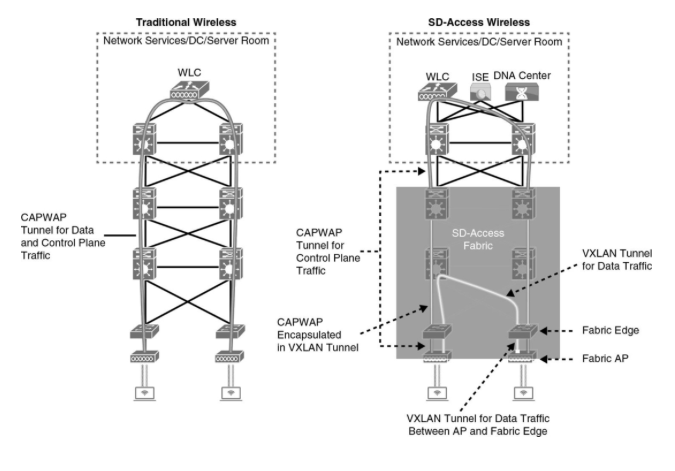 Traditional Wireless
Network Services/DC/Server Room
WLC
CAPWAP
Tunnel for Data
and Control Plane
Traffic
SD-Access Wireless
Network Services/DC/Server Room
WLC
ISE
DNA Center
CAPWAP
Tunnel for
Control Plane
Traffic
SD-Access
Fabric
VXLAN Tunnel
for Data Traffic
CAPWAP
Encapsulated
in VXLAN Tunnel
Fabric Edge
Fabric AP
VXLAN Tunnel for Data Traffic
Between AP and Fabric Edge